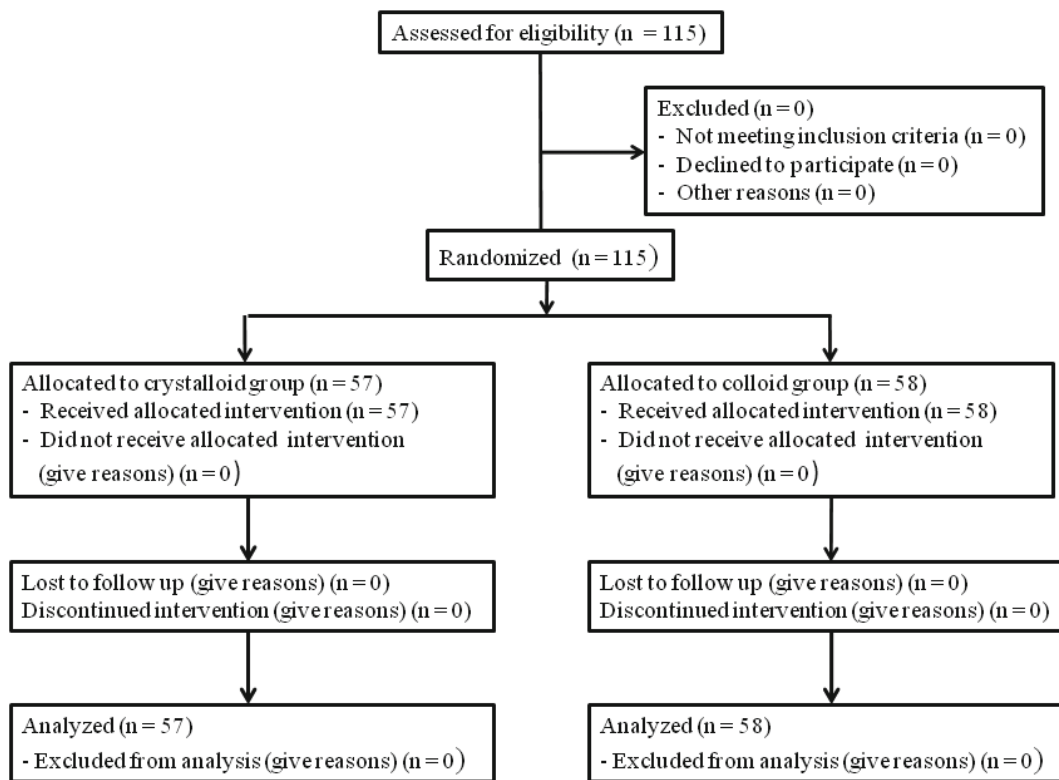 Assessed for eligibility (n = 115)
Excluded (n=0)
- Not meeting inclusion criteria (n=0)
- Declined to participate (n=0)
- Other reasons (n=0)
Randomized (n=115)
Allocated to crystalloid group (n=57)
- Received allocated intervention (n=57)
- Did not receive allocated intervention
(give reasons) (n=0)
Allocated to colloid group (n=58)
- Received allocated intervention (n=58)
- Did not receive allocated intervention
(give reasons) (n=0)
Lost to follow up (give reasons) (n=0)
Discontinued intervention (give reasons) (n=0)
Lost to follow up (give reasons) (n=0)
Discontinued intervention (give reasons) (n=0)
Analyzed (n=57)
- Excluded from analysis (give reasons) (n=0)
Analyzed (n=58)
- Excluded from analysis (give reasons) (n=0)